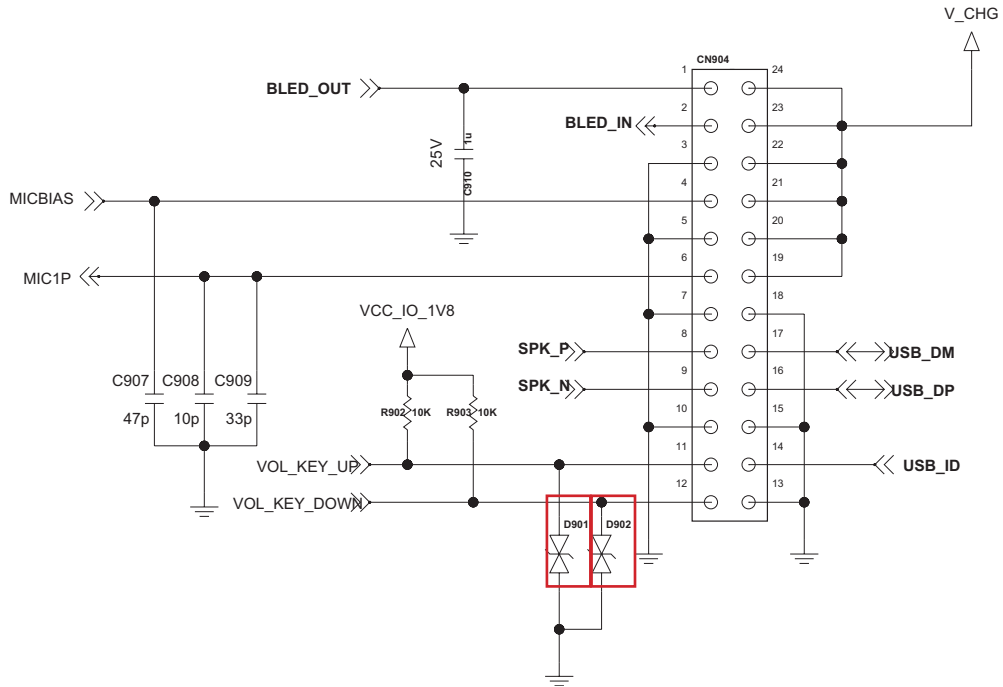 V_CHG
CN904
1 24
BLED_OUT
2 23
BLED_IN
3 22
25V
1u
C910
4 21
MICBIAS
5 20
6 19
MIC1P
7 18
VCC_IO_1V8
8 17
SPK_P USB_DM
9 16
SPK_N USB_DP
C907 C908 C909
47p 10p 33p
R902 10K R903 10K
10 15
11 14
VOL_KEY_UP USB_ID
12 13
VOL_KEY_DOWN
D901 D902